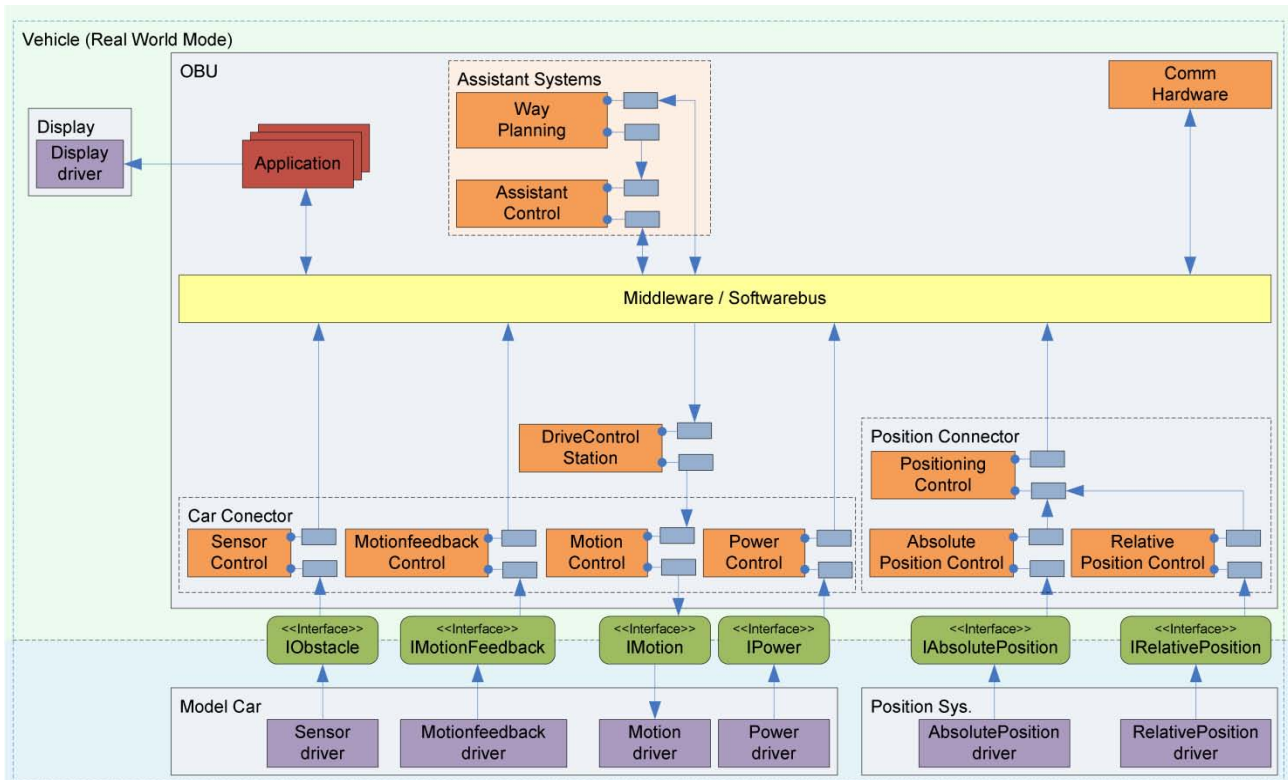 Vehicle (Real World Mode)
OBU
Assistant Systems
Way
Planning
Assistant
Control
Comm
Hardware
Display
Display
driver
Application
Middleware / Softwarebus
DriveControl
Station
Position Connector
Positioning
Control
Car Conector
Sensor
Control
Motionfeedback
Control
Motion
Control
Power
Control
Absolute
Position Control
Relative
Position Control
<<Interface>>
IObstacle
<<Interface>>
IMotionFeedback
<<Interface>>
IMotion
<<Interface>>
IPower
<<Interface>>
IAbsolutePosition
<<Interface>>
IRelativePosition
Model Car
Sensor
driver
Motionfeedback
driver
Motion
driver
Power
driver
Position Sys.
AbsolutePosition
driver
RelativePosition
driver